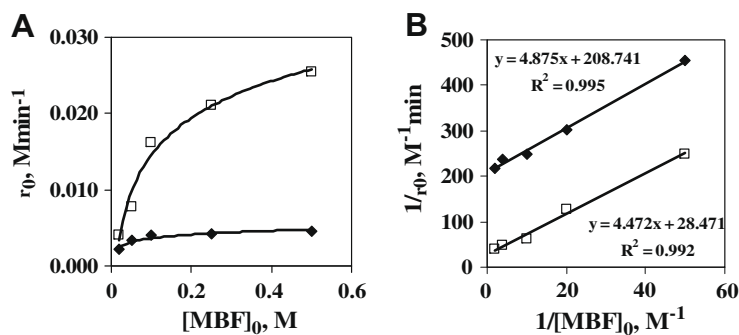 A
0.030
0.020
0.010
0.000
r0, Mmin-1
0
0.2
0.4
0.6
[MBF]0, M
B
500
400
300
200
100
0
1/r0, M-1min
y = 4.875x + 208.741
R2 = 0.995
y = 4.472x + 28.471
R2 = 0.992
0
20
40
60
1/[MBF]0, M-1